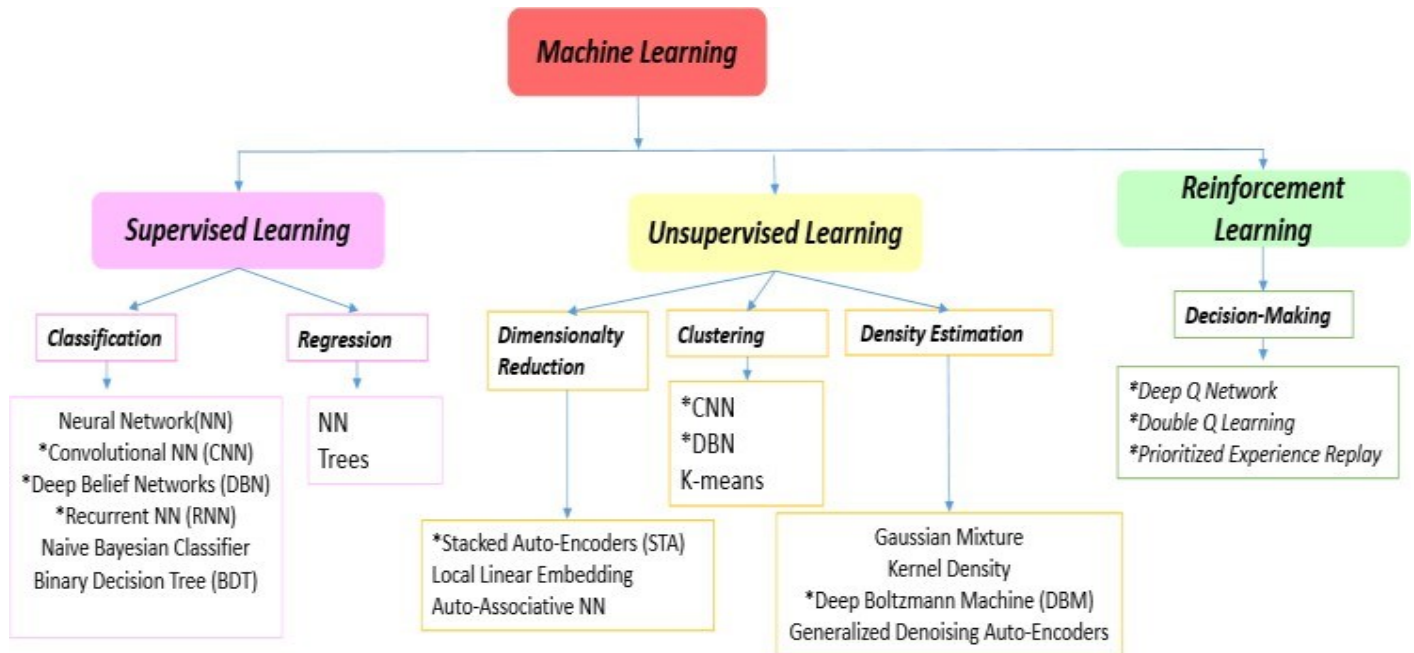 Machine Learning
Supervised Learning
Unsupervised Learning
Reinforcement
Learning
Classification
Regression
Dimensionalty
Reduction
Clustering
Density Estimation
Decision-Making
Neural Network(NN)
*Convolutional NN (CNN)
*Deep Belief Networks (DBN)
*Recurrent NN (RNN)
Naive Bayesian Classifier
Binary Decision Tree (BDT)
NN
Trees
*Stacked Auto-Encoders (STA)
Local Linear Embedding
Auto-Associative NN
*CNN
*DBN
K-means
Gaussian Mixture
Kernel Density
*Deep Boltzmann Machine (DBM)
Generalized Denoising Auto-Encoders
*Deep Q Network
*Double Q Learning
*Prioritized Experience Replay